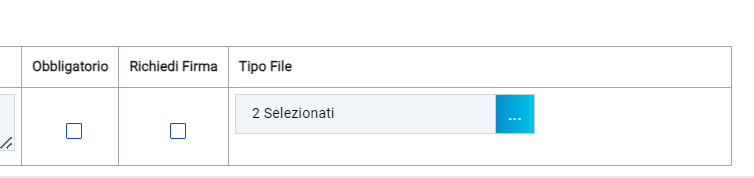 Obbligatorio Richiedi Firma Tipo File
2 Selezionati ...